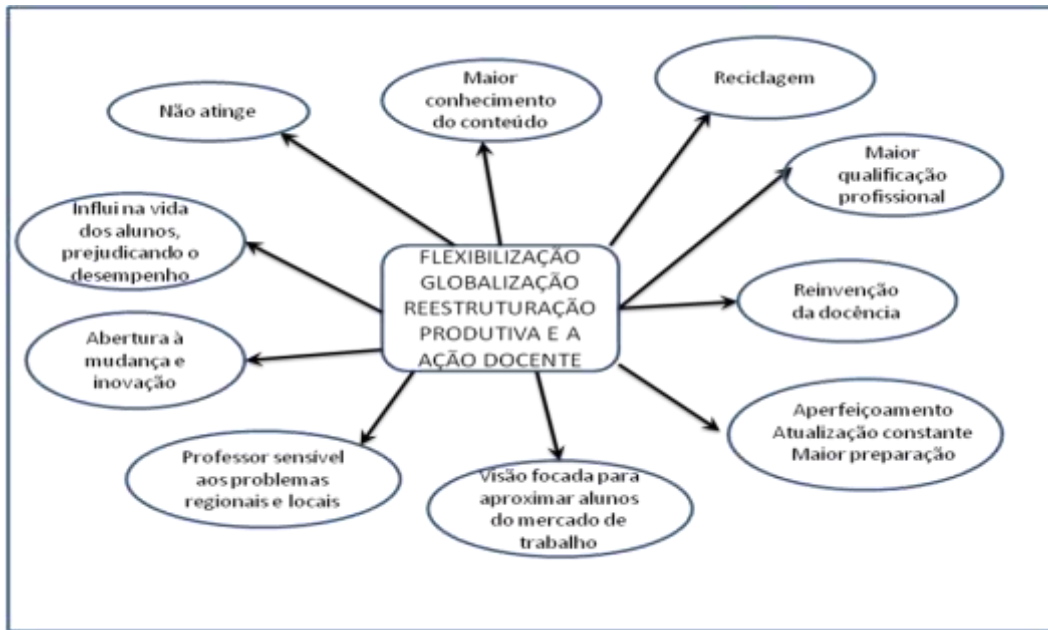 Não atinge
Maior
conhecimento
do conteúdo
Reciclagem
Maior
qualificação
profissional
Influi na vida
dos alunos,
prejudicando o
desempenho
FLEXIBILIZAÇÃO
GLOBALIZAÇÃO
REESTRUTURAÇÃO
PRODUTIVA E A
AÇÃO DOCENTE
Reinvenção
da docência
Abertura à
mudança e
inovação
Aperfeiçoamento
Atualização constante
Maior preparação
Professor sensível
aos problemas
regionais e locais
Visão focada para
aproximar alunos
do mercado de
trabalho